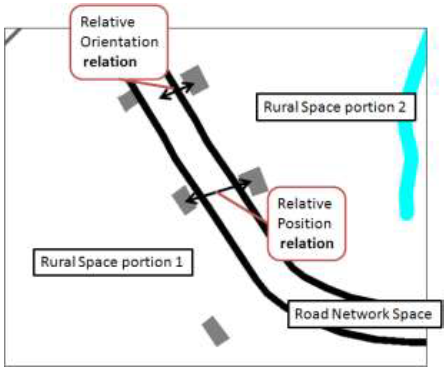 Relative
Orientation
relation
Rural Space portion 2
Relative
Position
relation
Rural Space portion 1
Road Network Space